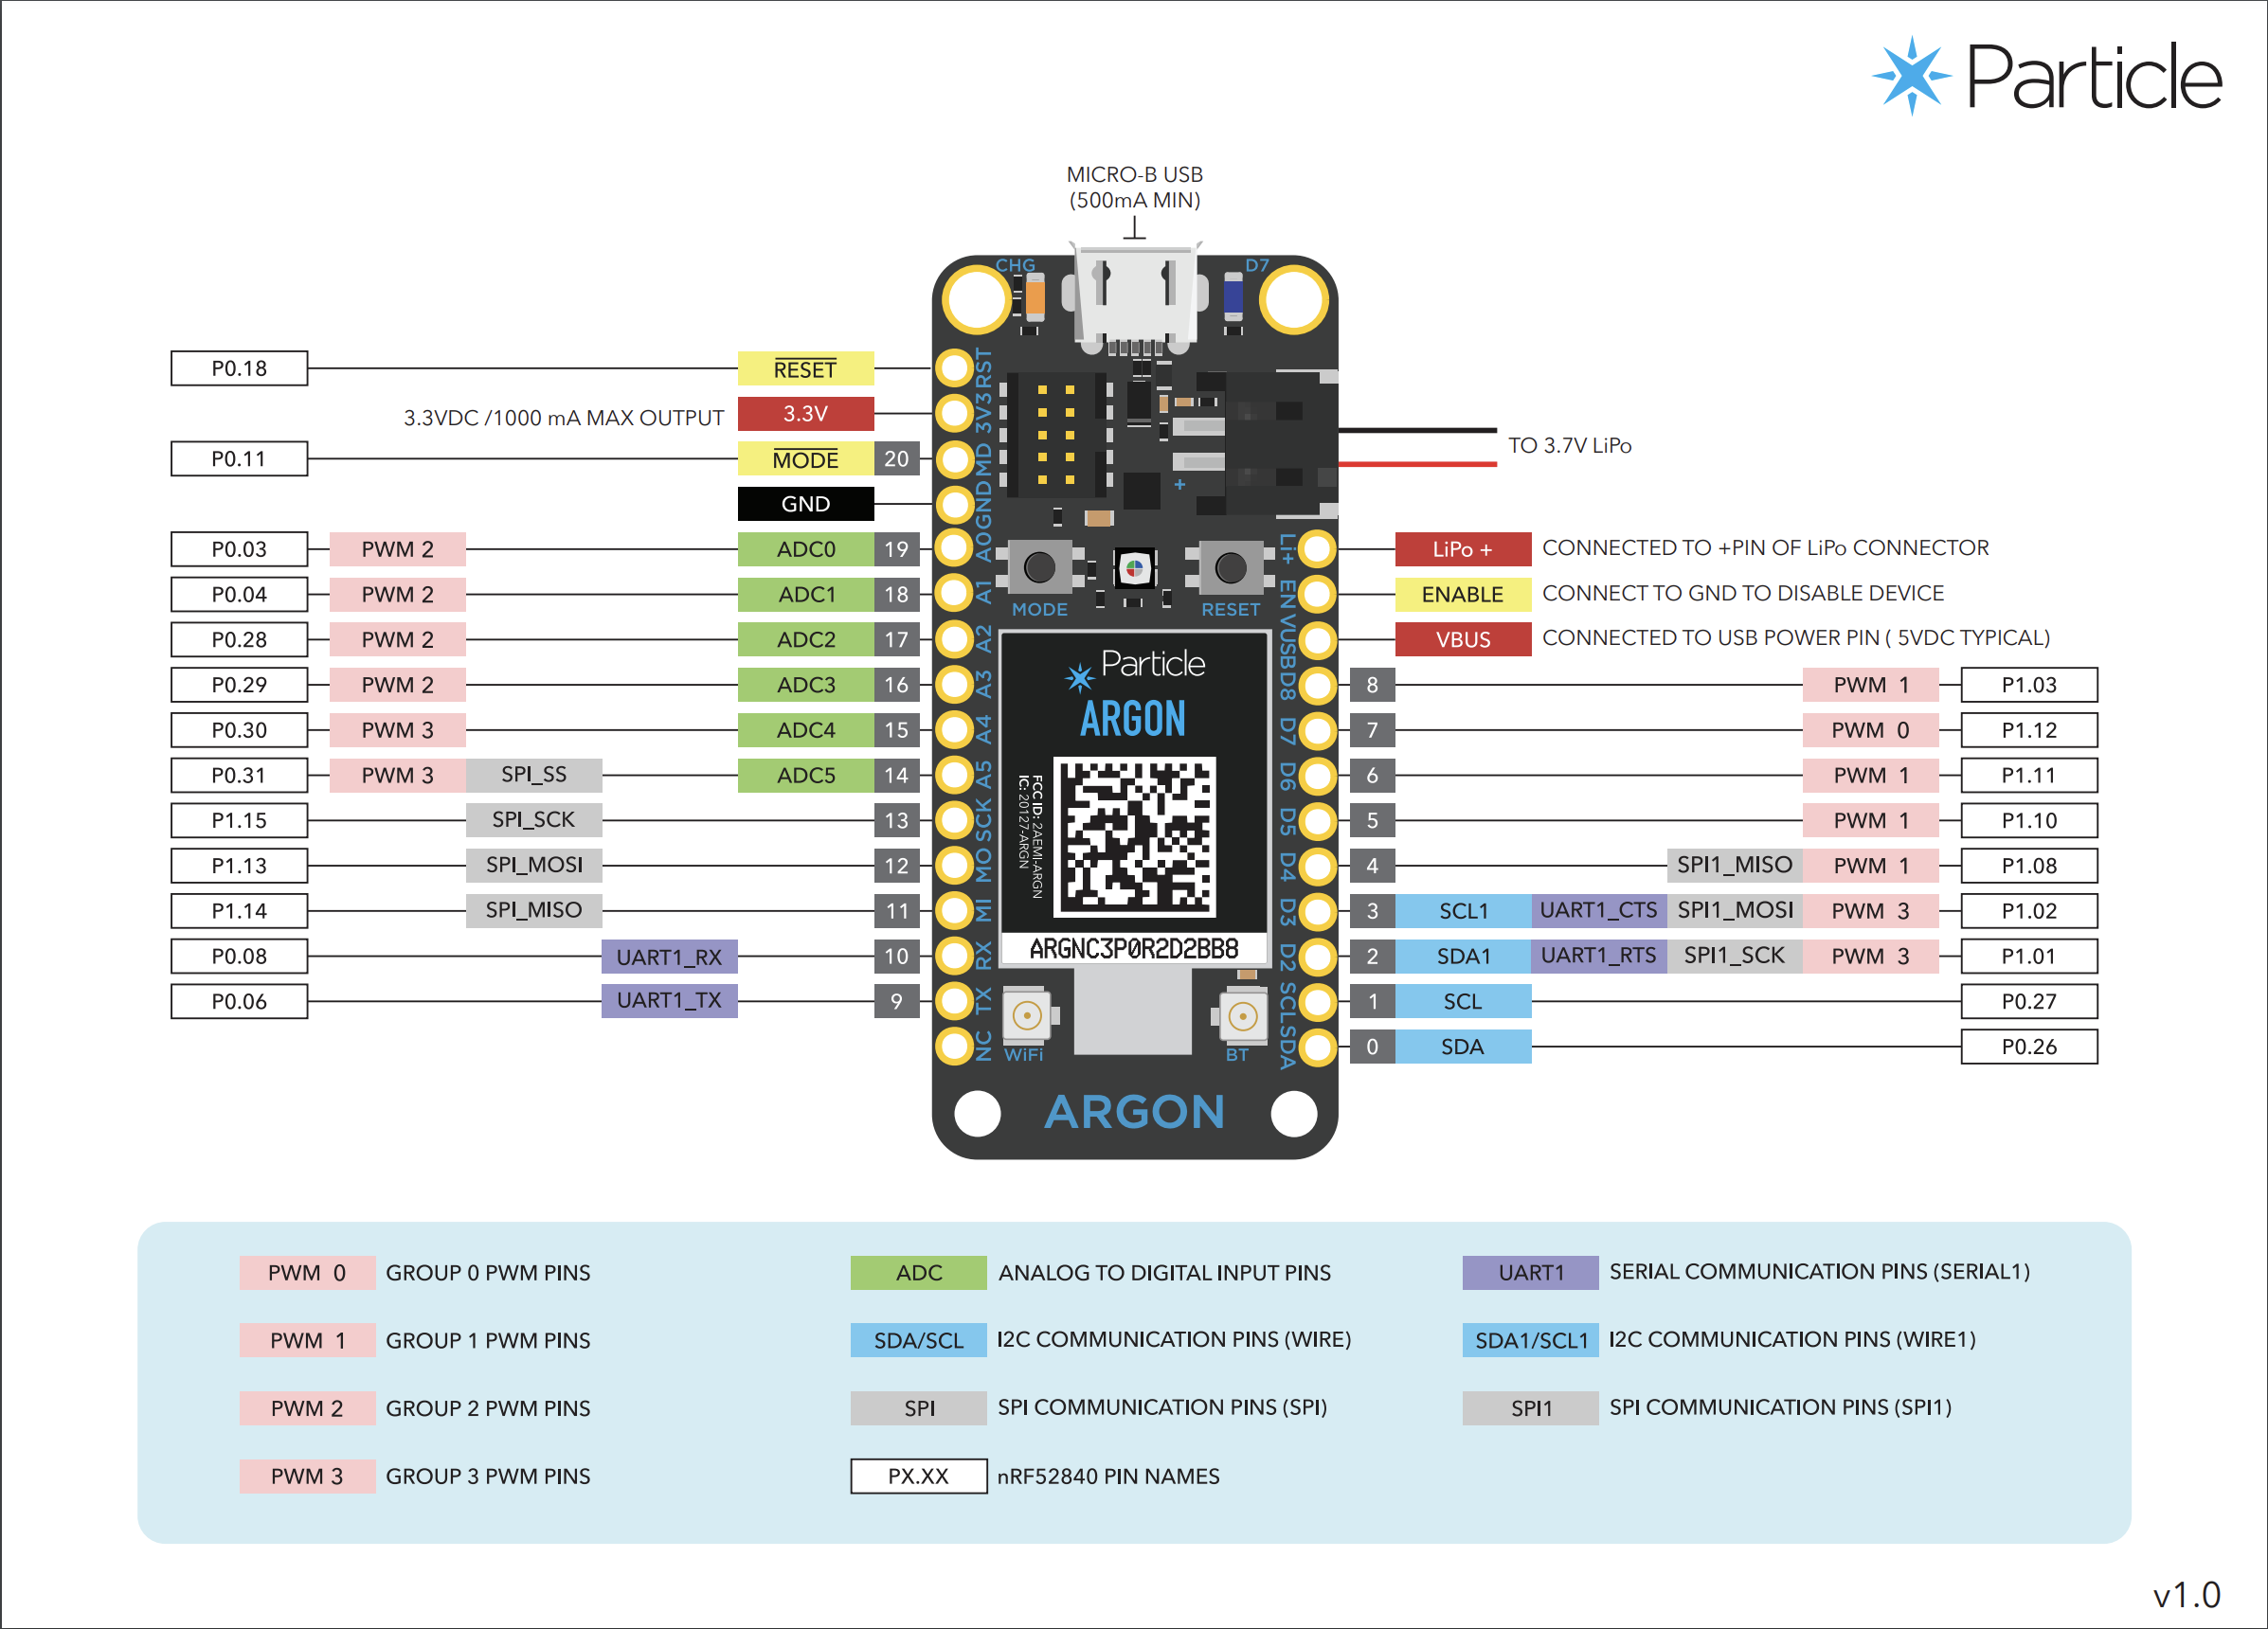 Particle
MICRO-B USB
(500mA MIN)
CHG
D7
P0.18 RESET RST
3.3VDC /1000 mA MAX OUTPUT 3.3V 3V3
P0.11 MODE 20 MD
GND GND
P0.03 PWM 2 ADC0 19 A0
P0.04 PWM 2 ADC1 18 A1
P0.28 PWM 2 ADC2 17 A2
P0.29 PWM 2 ADC3 16 A3
P0.30 PWM 3 ADC4 15 A4
P0.31 PWM 3 SPI_SS ADC5 14 A5
P1.15 SPI_SCK 13 SCK
P1.13 SPI_MOSI 12 MO
P1.14 SPI_MISO 11 MI
P0.08 UART1_RX 10 RX
P0.06 UART1_TX 9 TX
NC
+
MODE
RESET
Particle
ARGON
FCC ID: 2AEMI-ARGN
IC: 20127-ARGN
ARGNC3P0R2D2BB8
WiFi
BT
ARGON
TO 3.7V LiPo
Li+ LiPo + CONNECTED TO +PIN OF LiPo CONNECTOR
EN ENABLE CONNECT TO GND TO DISABLE DEVICE
VUSB VBUS CONNECTED TO USB POWER PIN ( 5VDC TYPICAL)
D8 8 PWM 1 P1.03
D7 7 PWM 0 P1.12
D6 6 PWM 1 P1.11
D5 5 PWM 1 P1.10
D4 4 SPI1_MISO PWM 1 P1.08
D3 3 SCL1 UART1_CTS SPI1_MOSI PWM 3 P1.02
D2 2 SDA1 UART1_RTS SPI1_SCK PWM 3 P1.01
SCL 1 SCL P0.27
SDA 0 SDA P0.26
PWM 0 GROUP 0 PWM PINS
PWM 1 GROUP 1 PWM PINS
PWM 2 GROUP 2 PWM PINS
PWM 3 GROUP 3 PWM PINS
ADC ANALOG TO DIGITAL INPUT PINS
SDA/SCL I2C COMMUNICATION PINS (WIRE)
SPI SPI COMMUNICATION PINS (SPI)
PX.XX nRF52840 PIN NAMES
UART1 SERIAL COMMUNICATION PINS (SERIAL1)
SDA1/SCL1 I2C COMMUNICATION PINS (WIRE1)
SPI1 SPI COMMUNICATION PINS (SPI1)
v1.0